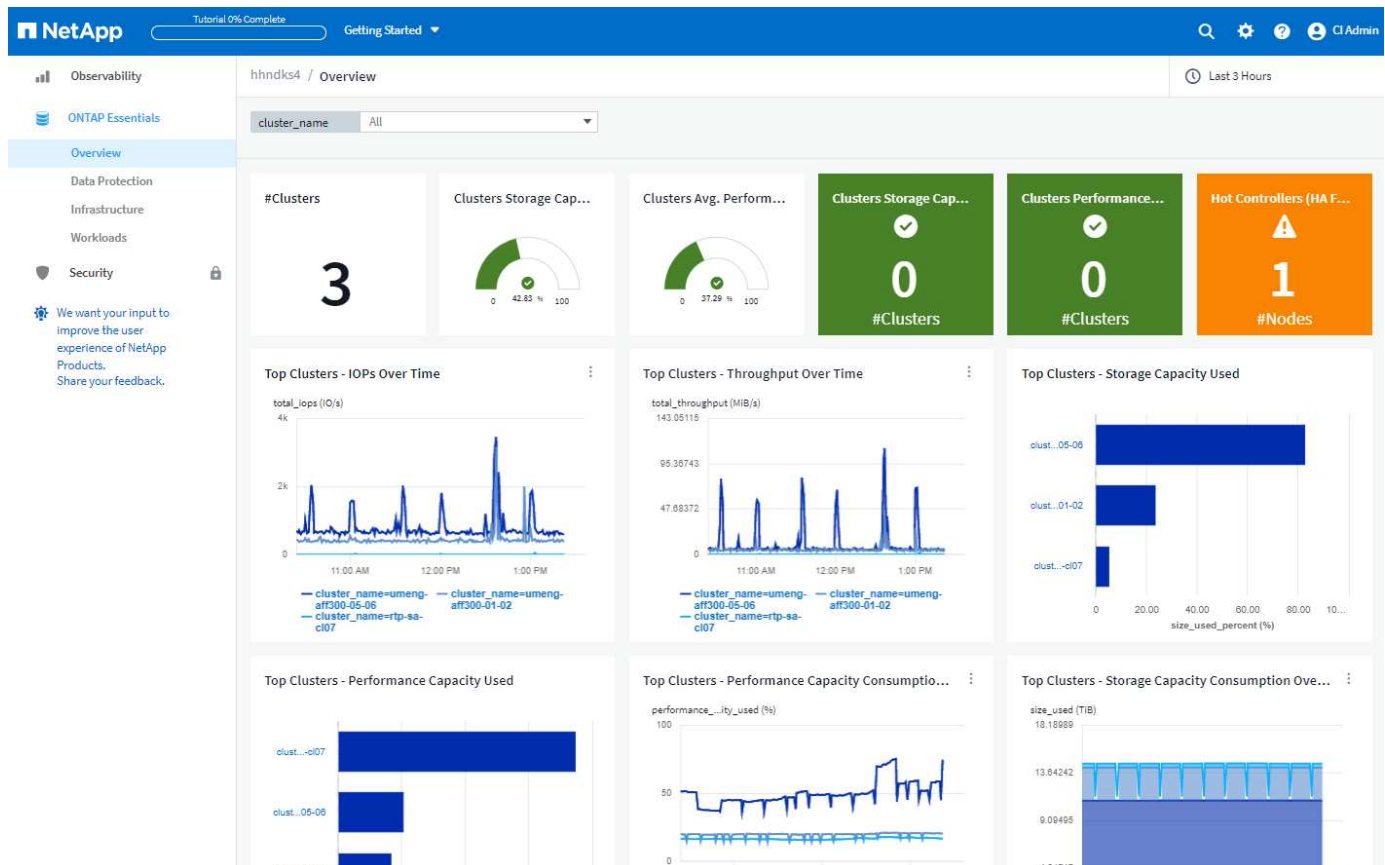 NetApp
Tutorial 0% Complete
Getting Started
CI Admin
Observability
ONTAP Essentials
Overview
Data Protection
Infrastructure
Workloads
Security
We want your input to
improve the user
experience of NetApp
Products.
Share your feedback.
hhndks4 / Overview
Last 3 Hours
cluster_name All
#Clusters
3
Clusters Storage Cap...
0 42.83 % 100
Clusters Avg. Perform...
0 37.29 % 100
Clusters Storage Cap...
0
#Clusters
Clusters Performance...
0
#Clusters
Hot Controllers (HA F...
1
#Nodes
Top Clusters - IOPs Over Time
total_iops (IO/s)
4k
2k
0
11:00 AM 12:00 PM 1:00 PM
cluster_name=umeng-aff300-05-06
cluster_name=umeng-aff300-01-02
cluster_name=rtp-sa-cl07
Top Clusters - Throughput Over Time
total_throughput (MiB/s)
143.05115
95.36743
47.68372
0
11:00 AM 12:00 PM 1:00 PM
cluster_name=umeng-aff300-05-06
cluster_name=umeng-aff300-01-02
cluster_name=rtp-sa-cl07
Top Clusters - Storage Capacity Used
clust...05-06
clust...01-02
clust...-cl07
0 20.00 40.00 60.00 80.00 10...
size_used_percent (%)
Top Clusters - Performance Capacity Used
clust...-cl07
clust...05-06
Top Clusters - Performance Capacity Consumptio...
performance_...ity_used (%)
100
50
0
Top Clusters - Storage Capacity Consumption Ove...
size_used (TiB)
18.18989
13.64242
9.09495